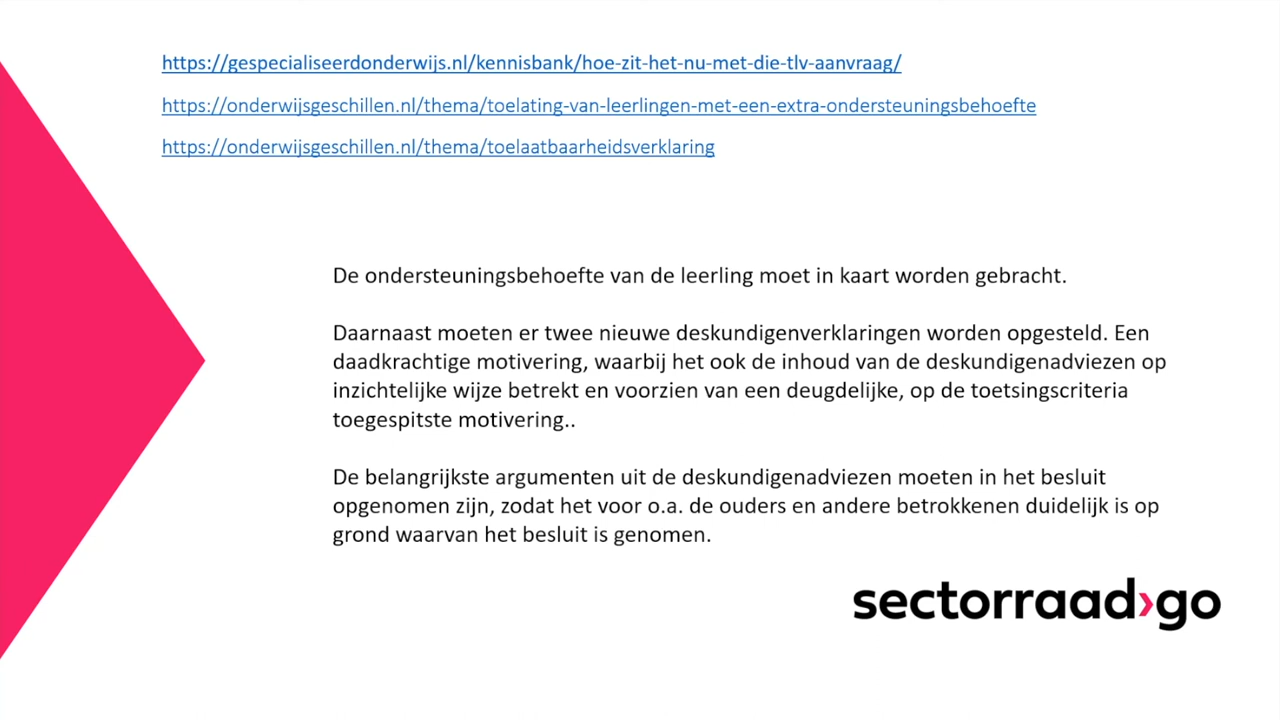 https://gespecialiseerdonderwijs.nl/kennisbank/hoe-zit-het-nu-met-die-tlv-aanvraag/
https://onderwijsgeschillen.nl/thema/toelating-van-leerlingen-met-een-extra-ondersteuningsbehoefte
https://onderwijsgeschillen.nl/thema/toelaatbaarheidsverklaring
De ondersteuningsbehoefte van de leerling moet in kaart worden gebracht.
Daarnaast moeten er twee nieuwe deskundigenverklaringen worden opgesteld. Een
daadkrachtige motivering, waarbij het ook de inhoud van de deskundigenadviezen op
inzichtelijke wijze betrekt en voorzien van een deugdelijke, op de toetsingscriteria
toegespitste motivering..
De belangrijkste argumenten uit de deskundigenadviezen moeten in het besluit
opgenomen zijn, zodat het voor o.a. de ouders en andere betrokkenen duidelijk is op
grond waarvan het besluit is genomen.
sectorraad›go